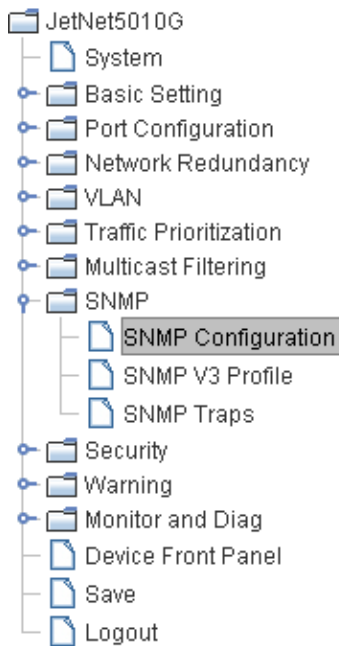 JetNet5010G
System
Basic Setting
Port Configuration
Network Redundancy
VLAN
Traffic Prioritization
Multicast Filtering
SNMP
SNMP Configuration
SNMP V3 Profile
SNMP Traps
Security
Warning
Monitor and Diag
Device Front Panel
Save
Logout